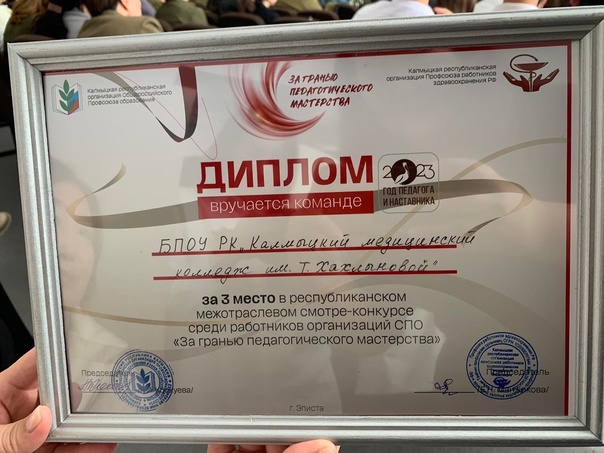 КАЛМЫЦКАЯ РЕСПУБЛИКАНСКАЯ
ОРГАНИЗАЦИЯ ОБЩЕРОССИЙСКОГО
ПРОФСОЮЗА ОБРАЗОВАНИЯ
ЗА ГРАНЬЮ
ПЕДАГОГИЧЕСКОГО
МАСТЕРСТВА
КАЛМЫЦКАЯ РЕСПУБЛИКАНСКАЯ
ОРГАНИЗАЦИЯ ПРОФСОЮЗА РАБОТНИКОВ
ЗДРАВООХРАНЕНИЯ РФ
ДИПЛОМ
вручается команде
2023
ГОД ПЕДАГОГА
И НАСТАВНИКА
БПОУ РК „Калмыцкий медицинский
колледж им. Т. Хахлыновой"
за 3 место в республиканском
межотраслевом смотре-конкурсе
среди работников организаций СПО
«За гранью педагогического мастерства»
Председатель
г. Элиста